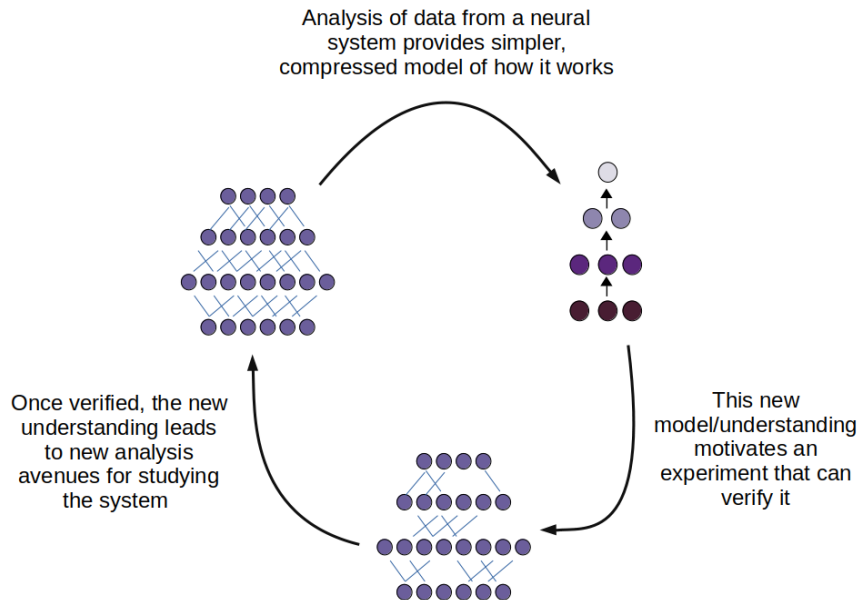 Analysis of data from a neural
system provides simpler,
compressed model of how it works
This new
model/understanding
motivates an
experiment that can
verify it
Once verified, the new
understanding leads
to new analysis
avenues for studying
the system